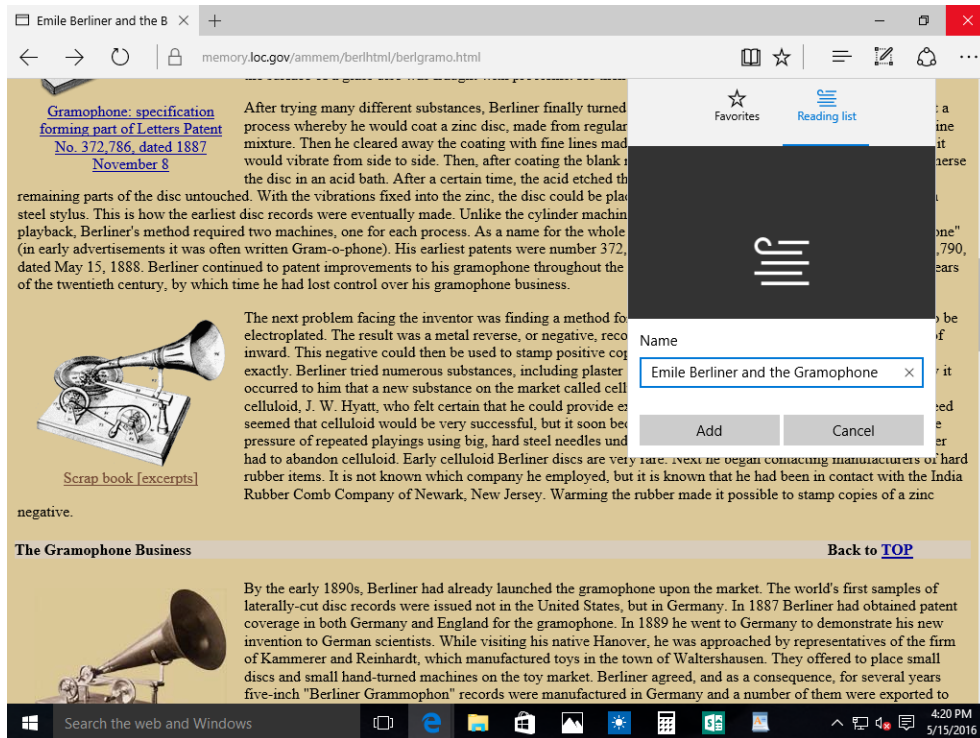 Emile Berliner and the B
memory.loc.gov/ammem/berlhtml/berlgramo.html
Gramophone: specification
forming part of Letters Patent
No. 372,786, dated 1887
November 8
After trying many different substances, Berliner finally turned
process whereby he would coat a zinc disc, made from regular
mixture. Then he cleared away the coating with fine lines mad
would vibrate from side to side. Then, after coating the blank
the disc in an acid bath. After a certain time, the acid etched th
remaining parts of the disc untouched. With the vibrations fixed into the zinc, the disc could be plac
steel stylus. This is how the earliest disc records were eventually made. Unlike the cylinder machin
playback, Berliner's method required two machines, one for each process. As a name for the whole
(in early advertisements it was often written Gram-o-phone). His earliest patents were number 372, ,790,
dated May 15, 1888. Berliner continued to patent improvements to his gramophone throughout the ears
of the twentieth century, by which time he had lost control over his gramophone business.
The next problem facing the inventor was finding a method fo to be
electroplated. The result was a metal reverse, or negative, reco of
inward. This negative could then be used to stamp positive cop
exactly. Berliner tried numerous substances, including plaster it
occurred to him that a new substance on the market called cell
celluloid, J. W. Hyatt, who felt certain that he could provide ex eed
seemed that celluloid would be very successful, but it soon bec
pressure of repeated playings using big, hard steel needles und er
had to abandon celluloid. Early celluloid Berliner discs are very rare. Next he began contacting manufacturers of hard
rubber items. It is not known which company he employed, but it is known that he had been in contact with the India
Rubber Comb Company of Newark, New Jersey. Warming the rubber made it possible to stamp copies of a zinc
negative.
Scrap book [excerpts]
The Gramophone Business
Back to TOP
By the early 1890s, Berliner had already launched the gramophone upon the market. The world's first samples of
laterally-cut disc records were issued not in the United States, but in Germany. In 1887 Berliner had obtained patent
coverage in both Germany and England for the gramophone. In 1889 he went to Germany to demonstrate his new
invention to German scientists. While visiting his native Hanover, he was approached by representatives of the firm
of Kammerer and Reinhardt, which manufactured toys in the town of Waltershausen. They offered to place small
discs and small hand-turned machines on the toy market. Berliner agreed, and as a consequence, for several years
five-inch "Berliner Grammophon" records were manufactured in Germany and a number of them were exported to
Favorites
Reading list
Name
Emile Berliner and the Gramophone
Add
Cancel
Search the web and Windows
4:20 PM
5/15/2016